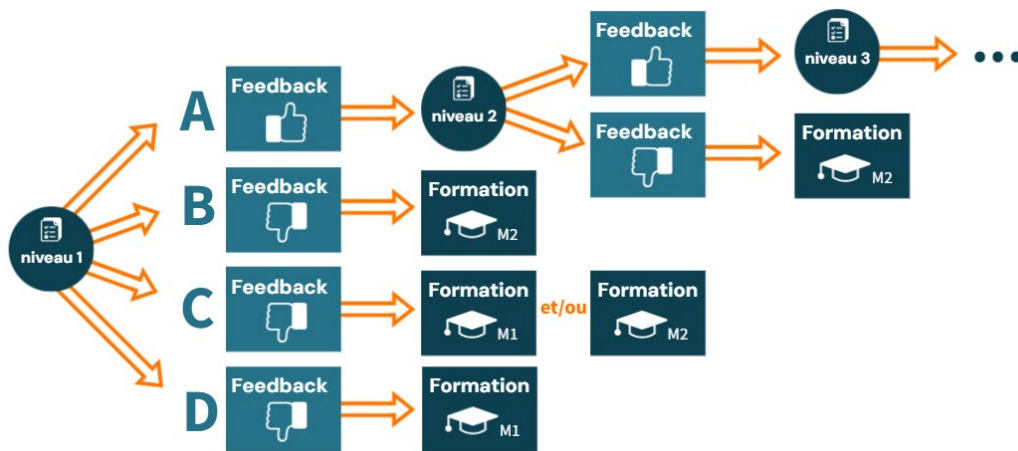 Feedback
niveau 3
•••
A
Feedback
niveau 2
Feedback
Formation
M2
B
Feedback
Formation
M2
niveau 1
C
Feedback
Formation
M1
et/ou
Formation
M2
D
Feedback
Formation
M1